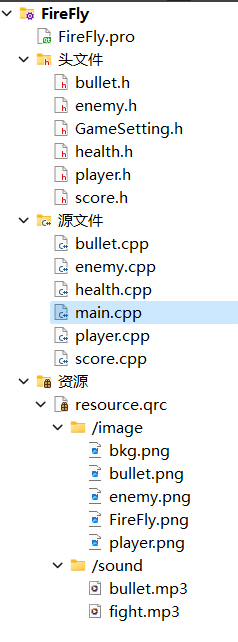 FireFly
FireFly.pro
头文件
bullet.h
enemy.h
GameSetting.h
health.h
player.h
score.h
源文件
bullet.cpp
enemy.cpp
health.cpp
main.cpp
player.cpp
score.cpp
资源
resource.qrc
/image
bkg.png
bullet.png
enemy.png
FireFly.png
player.png
/sound
bullet.mp3
fight.mp3